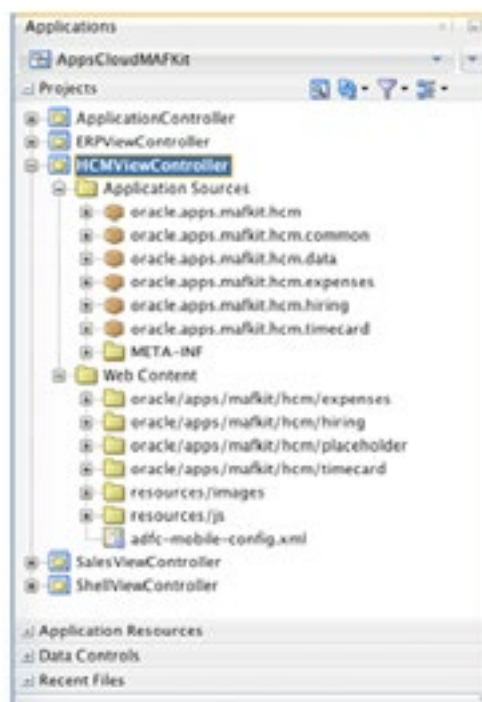 Applications
AppsCloudMAFKit
Projects
ApplicationController
ERPViewController
HCMViewController
Application Sources
oracle.apps.mafkit.hcm
oracle.apps.mafkit.hcm.common
oracle.apps.mafkit.hcm.data
oracle.apps.mafkit.hcm.expenses
oracle.apps.mafkit.hcm.hiring
oracle.apps.mafkit.hcm.timecard
META-INF
Web Content
oracle/apps/mafkit/hcm/expenses
oracle/apps/mafkit/hcm/hiring
oracle/apps/mafkit/hcm/placeholder
oracle/apps/mafkit/hcm/timecard
resources/images
resources/js
adfc-mobile-config.xml
SalesViewController
ShellViewController
Application Resources
Data Controls
Recent Files